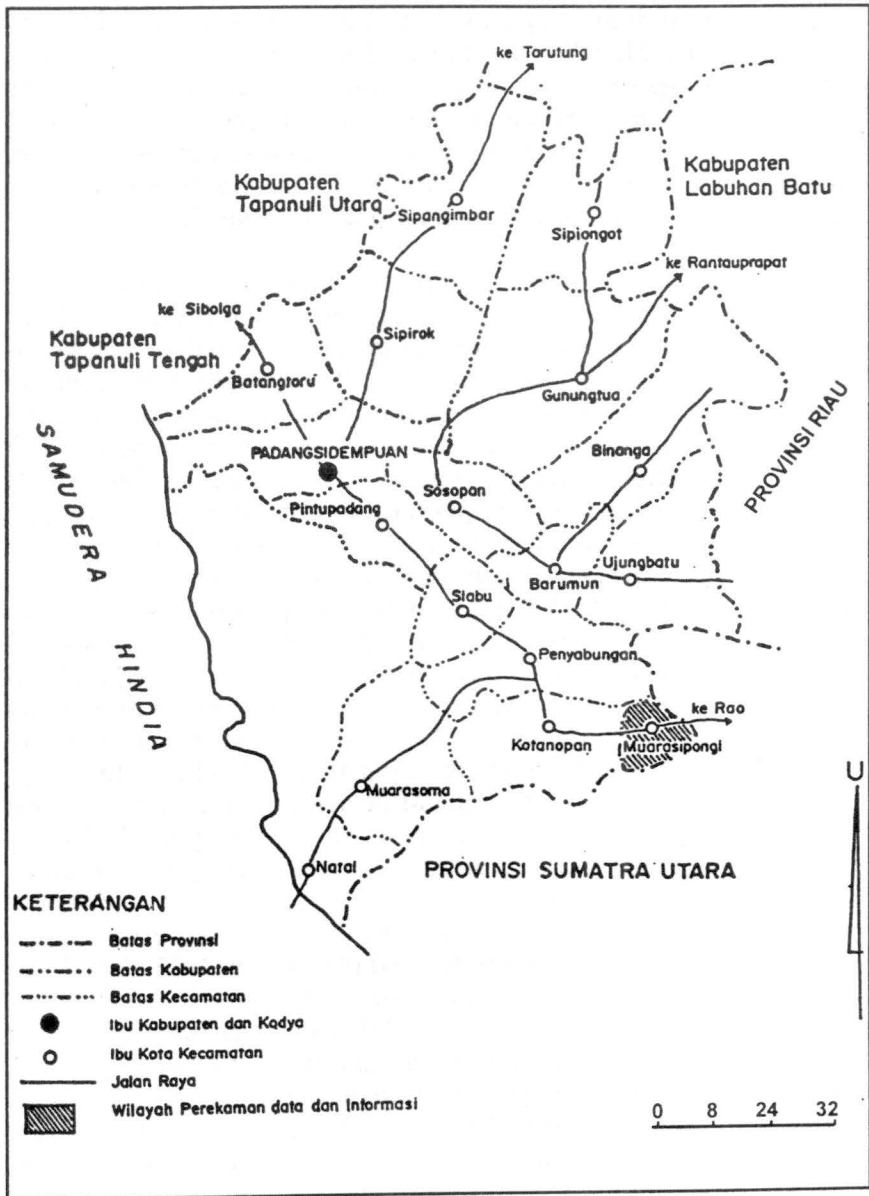 ke Tarutung
Kabupaten
Labuhan Batu
Kabupaten
Tapanuli Utara
Sipangimbar
Sipiongot
ke Rantauprapat
ke Sibolga
Kabupaten
Tapanuli Tengah
Sipirok
Batangtoru
Gunungtua
PROVINSI RIAU
SAMUDERA
HINDIA
PADANGSIDEMPUAN
Binanga
Sosopan
Pintupadang
Barumun
Ujungbatu
Siabu
Penyabungan
ke Rao
Kotanopan
Muarasipongi
Muarasoma
U
Natal
PROVINSI SUMATRA UTARA
KETERANGAN
Batas Provinsi
Batas Kabupaten
Batas Kecamatan
Ibu Kabupaten dan Kodya
Ibu Kota Kecamatan
Jalan Raya
Wilayah Perekaman data dan Informasi
0 8 24 32